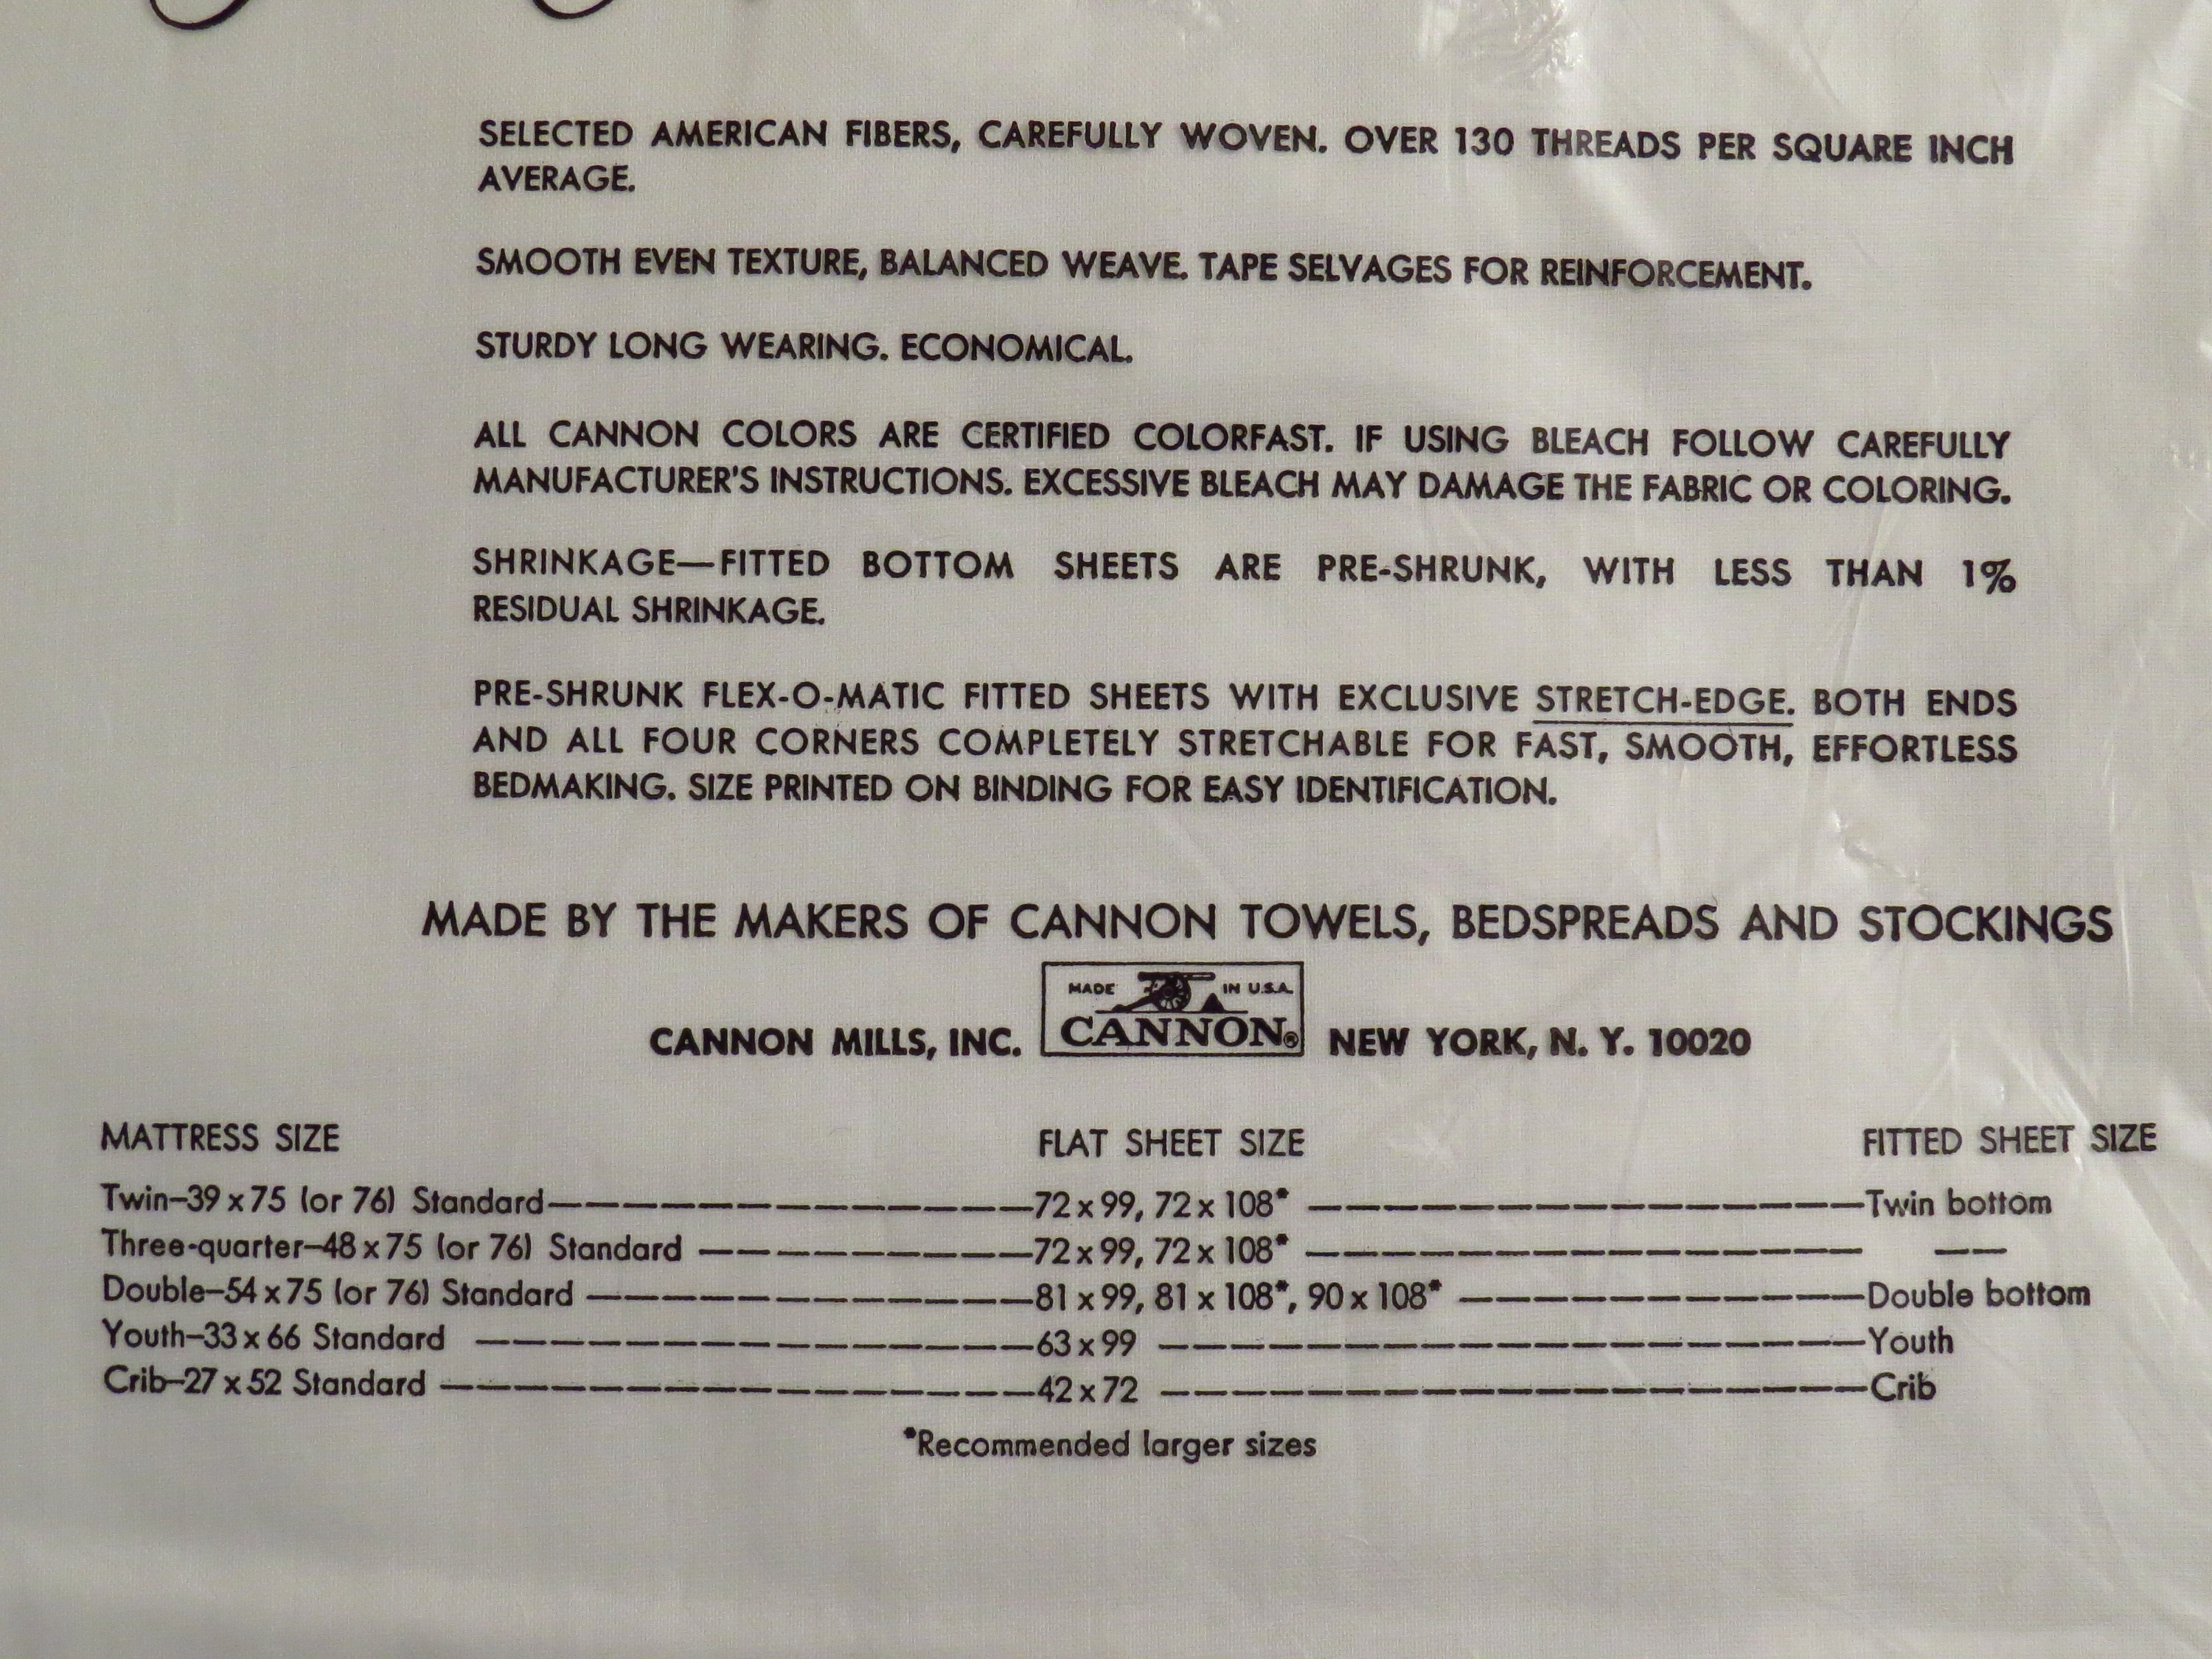 SELECTED AMERICAN FIBERS, CAREFULLY WOVEN. OVER 130 THREADS PER SQUARE INCH
AVERAGE.
SMOOTH EVEN TEXTURE, BALANCED WEAVE. TAPE SELVAGES FOR REINFORCEMENT.
STURDY LONG WEARING. ECONOMICAL.
ALL CANNON COLORS ARE CERTIFIED COLORFAST. IF USING BLEACH FOLLOW CAREFULLY
MANUFACTURER'S INSTRUCTIONS. EXCESSIVE BLEACH MAY DAMAGE THE FABRIC OR COLORING.
SHRINKAGE—FITTED BOTTOM SHEETS ARE PRE-SHRUNK, WITH LESS THAN 1%
RESIDUAL SHRINKAGE.
PRE-SHRUNK FLEX-O-MATIC FITTED SHEETS WITH EXCLUSIVE STRETCH-EDGE. BOTH ENDS
AND ALL FOUR CORNERS COMPLETELY STRETCHABLE FOR FAST, SMOOTH, EFFORTLESS
BEDMAKING. SIZE PRINTED ON BINDING FOR EASY IDENTIFICATION.
MADE BY THE MAKERS OF CANNON TOWELS, BEDSPREADS AND STOCKINGS
MADE IN U.S.A.
CANNON MILLS, INC. CANNON® NEW YORK, N. Y. 10020
MATTRESS SIZE FLAT SHEET SIZE FITTED SHEET SIZE
Twin–39 x 75 (or 76) Standard——————————————72 x 99, 72 x 108* ———————————————Twin bottom
Three-quarter–48 x 75 (or 76) Standard —————————72 x 99, 72 x 108* ——————————————— ——
Double–54 x 75 (or 76) Standard ————————————81 x 99, 81 x 108*, 90 x 108* ———————————Double bottom
Youth–33 x 66 Standard ———————————————63 x 99 ———————————————————Youth
Crib–27 x 52 Standard ————————————————42 x 72 ———————————————————Crib
*Recommended larger sizes